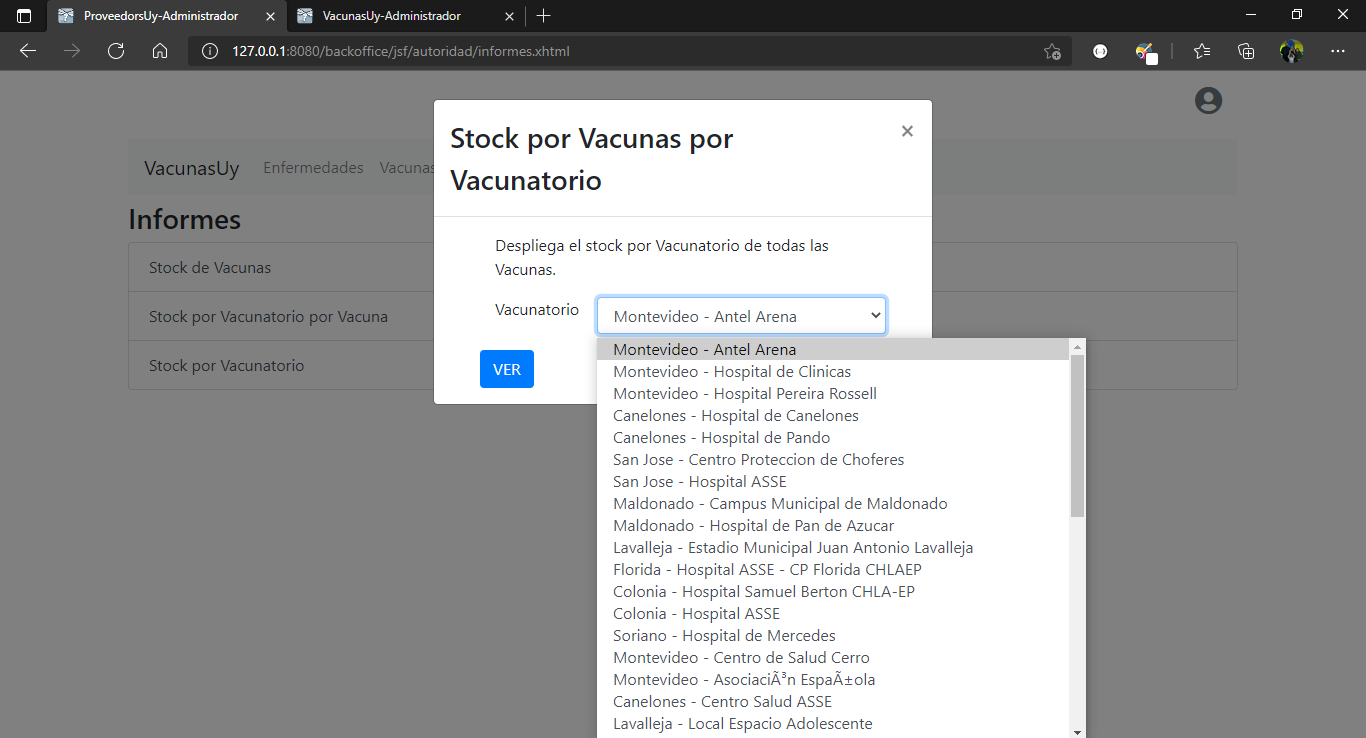 ProveedorsUy-Administrador
VacunasUy-Administrador
127.0.0.1:8080/backoffice/jsf/autoridad/informes.xhtml
VacunasUy Enfermedades Vacunas
Informes
Stock de Vacunas
Stock por Vacunatorio por Vacuna
Stock por Vacunatorio
Stock por Vacunas por
Vacunatorio
×
Despliega el stock por Vacunatorio de todas las
Vacunas.
Vacunatorio
Montevideo - Antel Arena
VER
Montevideo - Antel Arena
Montevideo - Hospital de Clinicas
Montevideo - Hospital Pereira Rossell
Canelones - Hospital de Canelones
Canelones - Hospital de Pando
San Jose - Centro Proteccion de Choferes
San Jose - Hospital ASSE
Maldonado - Campus Municipal de Maldonado
Maldonado - Hospital de Pan de Azucar
Lavalleja - Estadio Municipal Juan Antonio Lavalleja
Florida - Hospital ASSE - CP Florida CHLAEP
Colonia - Hospital Samuel Berton CHLA-EP
Colonia - Hospital ASSE
Soriano - Hospital de Mercedes
Montevideo - Centro de Salud Cerro
Montevideo - AsociaciÃ³n EspaÃ±ola
Canelones - Centro Salud ASSE
Lavalleja - Local Espacio Adolescente